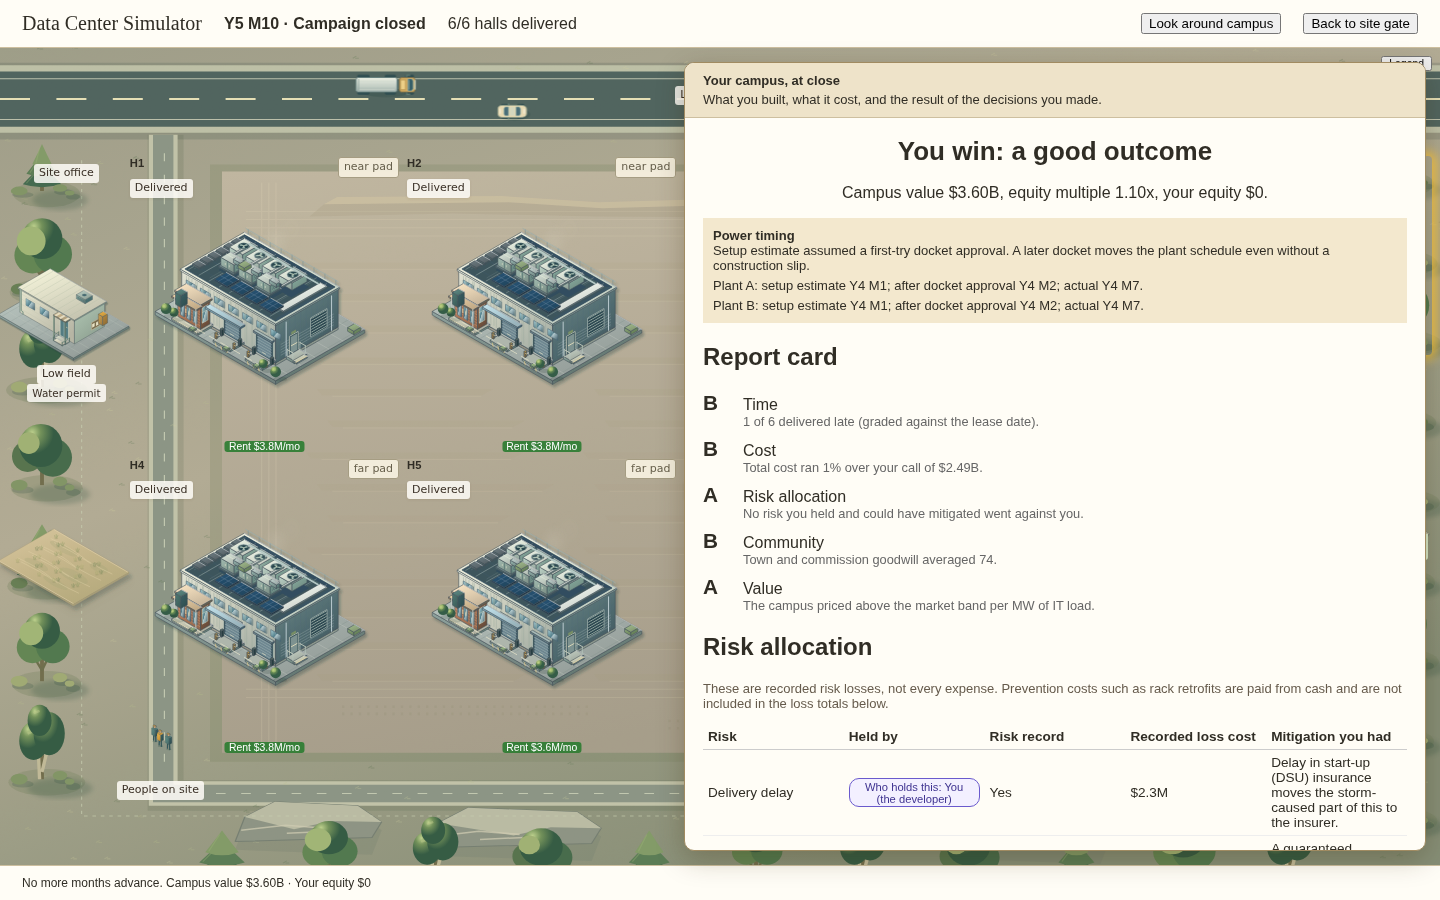 Data Center Simulator
Y5 M10 · Campaign closed
6/6 halls delivered
Look around campus
Back to site gate
Your campus, at close
What you built, what it cost, and the result of the decisions you made.
You win: a good outcome
Campus value $3.60B, equity multiple 1.10x, your equity $0.
Power timing
Setup estimate assumed a first-try docket approval. A later docket moves the plant schedule even without a
construction slip.
Plant A: setup estimate Y4 M1; after docket approval Y4 M2; actual Y4 M7.
Plant B: setup estimate Y4 M1; after docket approval Y4 M2; actual Y4 M7.
Report card
B
Time
1 of 6 delivered late (graded against the lease date).
B
Cost
Total cost ran 1% over your call of $2.49B.
A
Risk allocation
No risk you held and could have mitigated went against you.
B
Community
Town and commission goodwill averaged 74.
A
Value
The campus priced above the market band per MW of IT load.
Risk allocation
These are recorded risk losses, not every expense. Prevention costs such as rack retrofits are paid from cash and are not
included in the loss totals below.
Risk
Held by
Risk record
Recorded loss cost
Mitigation you had
Delivery delay
Who holds this: You
(the developer)
Yes
$2.3M
Delay in start-up
(DSU) insurance
moves the storm-
caused part of this to
the insurer.
A guaranteed
Site office
H1
near pad
Delivered
H2
near pad
Delivered
Low field
Water permit
Rent $3.8M/mo
Rent $3.8M/mo
H4
far pad
Delivered
H5
far pad
Delivered
Rent $3.8M/mo
Rent $3.6M/mo
People on site
No more months advance. Campus value $3.60B · Your equity $0